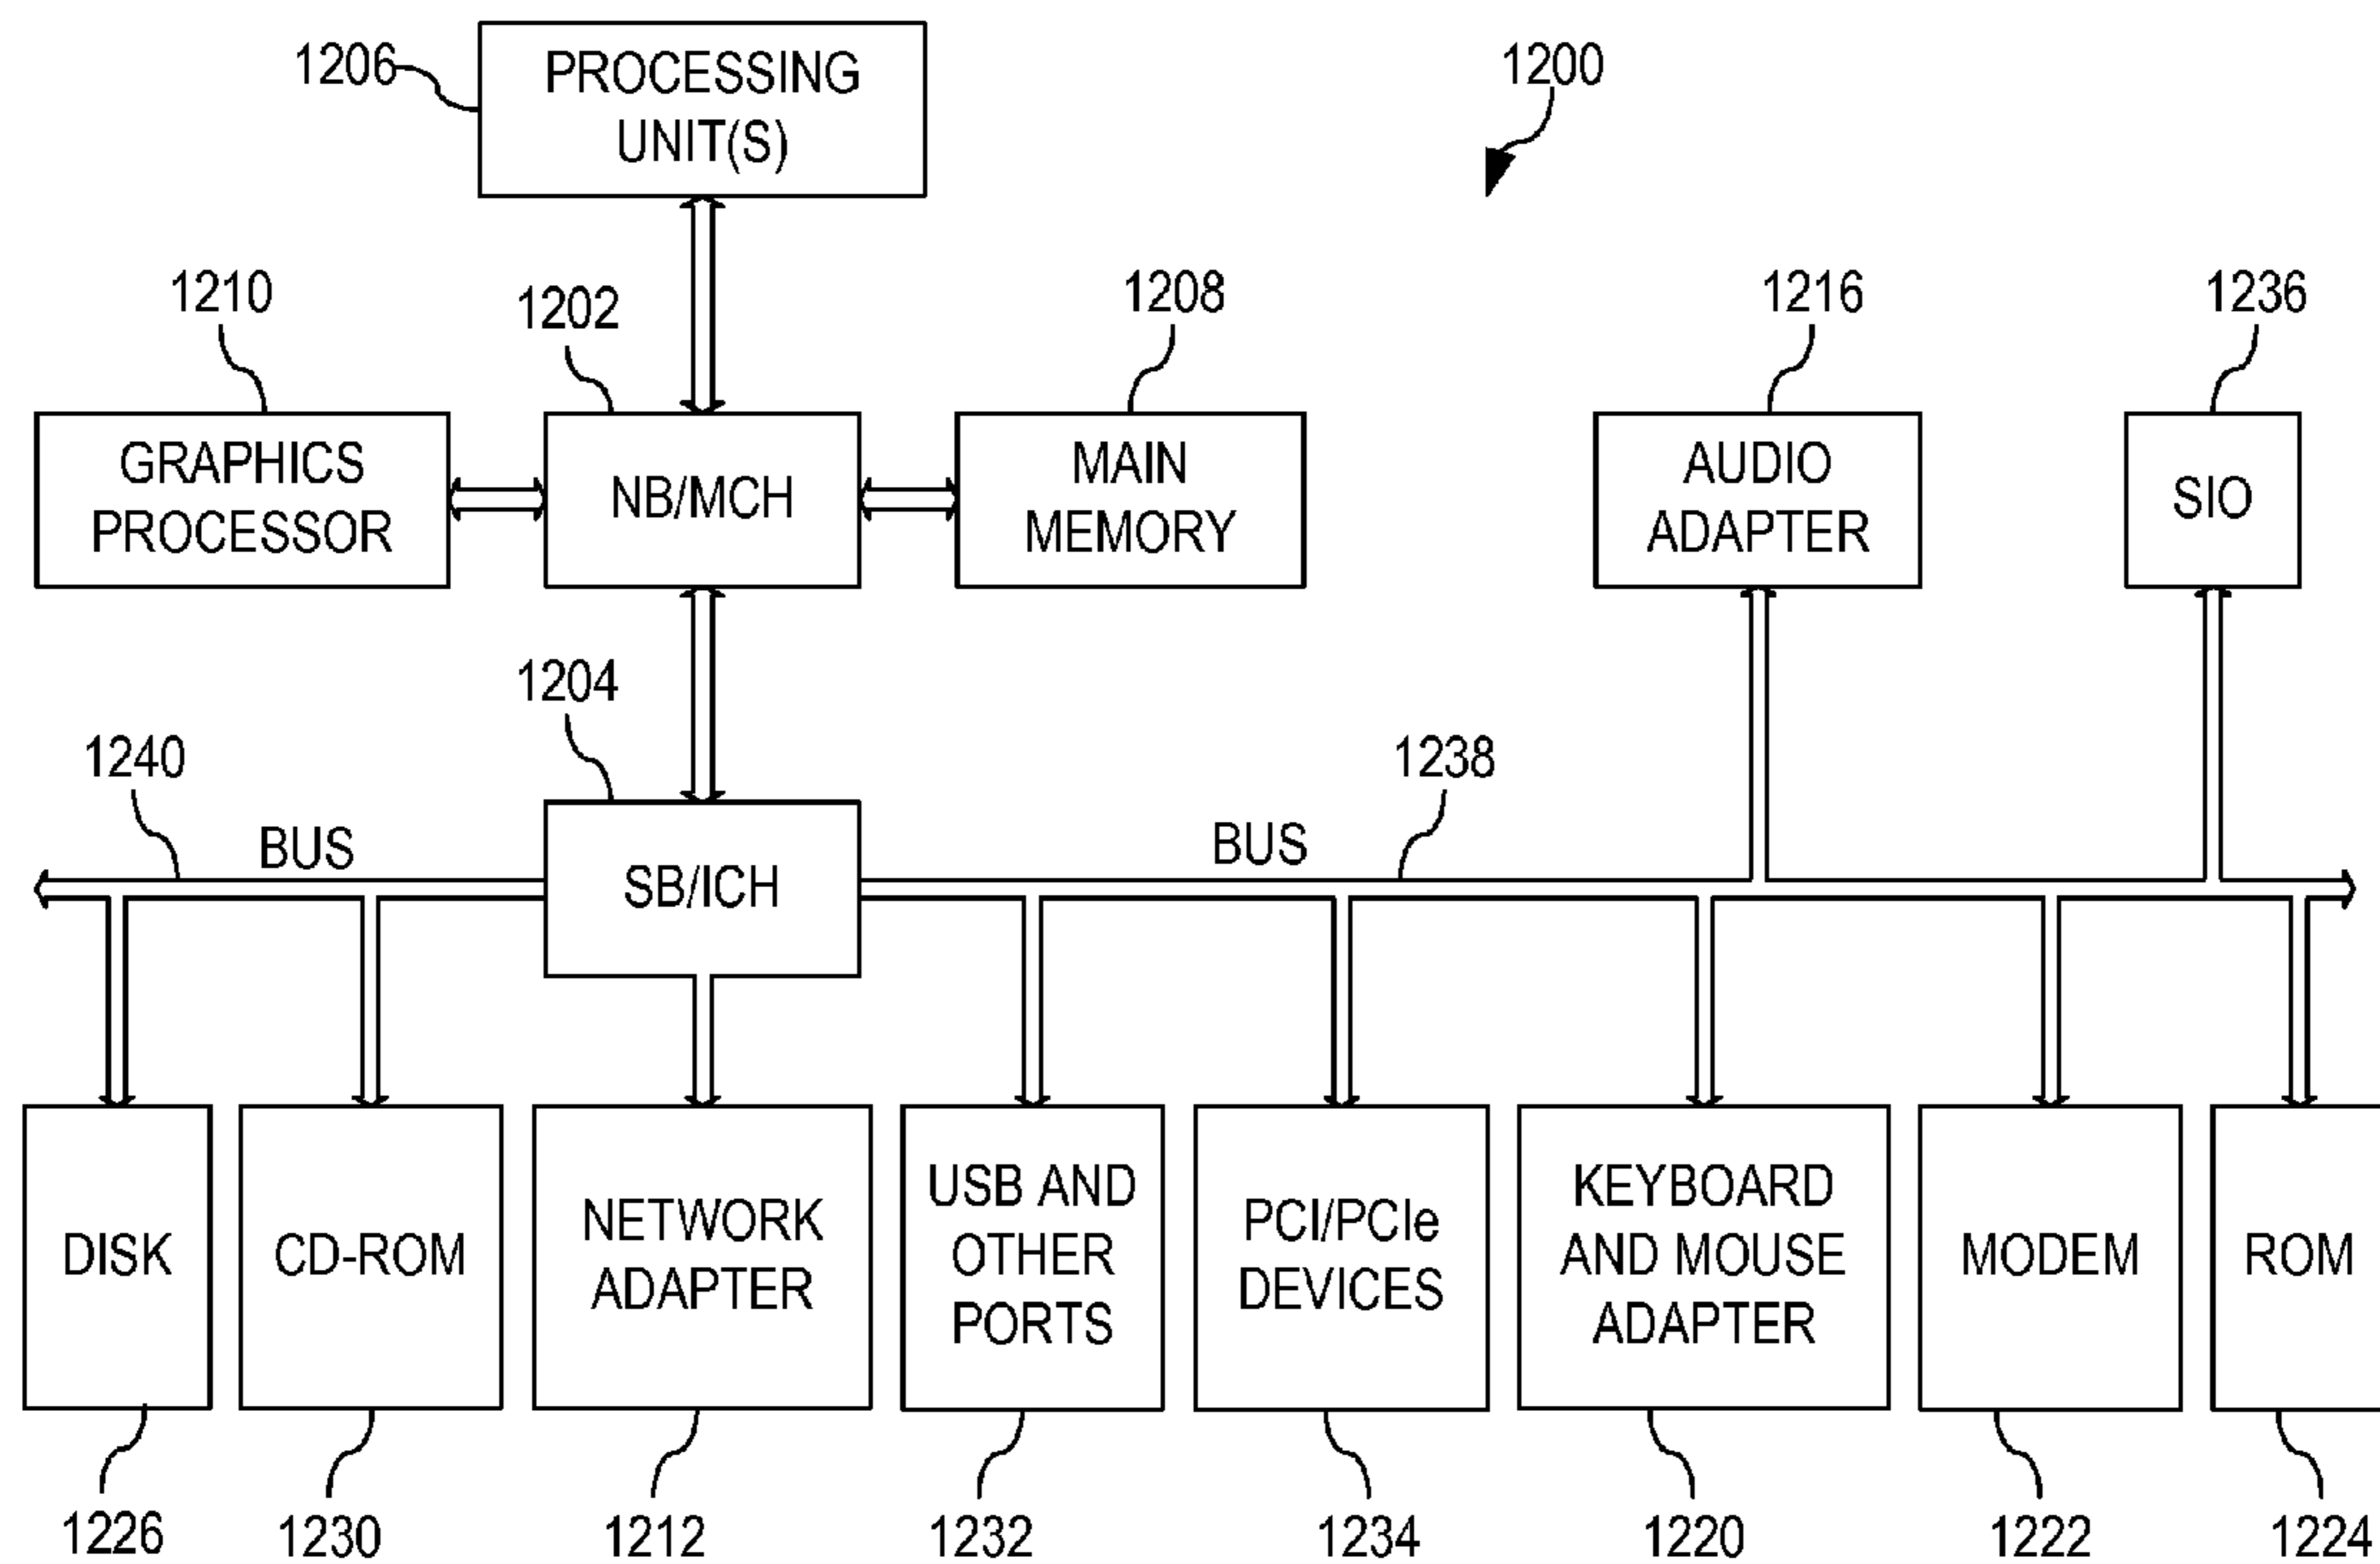 1206
PROCESSING
UNIT(S)
1200
1210
1202
1208
1216
1236
GRAPHICS
PROCESSOR
NB/MCH
MAIN
MEMORY
AUDIO
ADAPTER
SIO
1204
1240
1238
BUS
BUS
SB/ICH
DISK
CD-ROM
NETWORK
ADAPTER
USB AND
OTHER
PORTS
PCI/PCIe
DEVICES
KEYBOARD
AND MOUSE
ADAPTER
MODEM
ROM
1226
1230
1212
1232
1234
1220
1222
1224